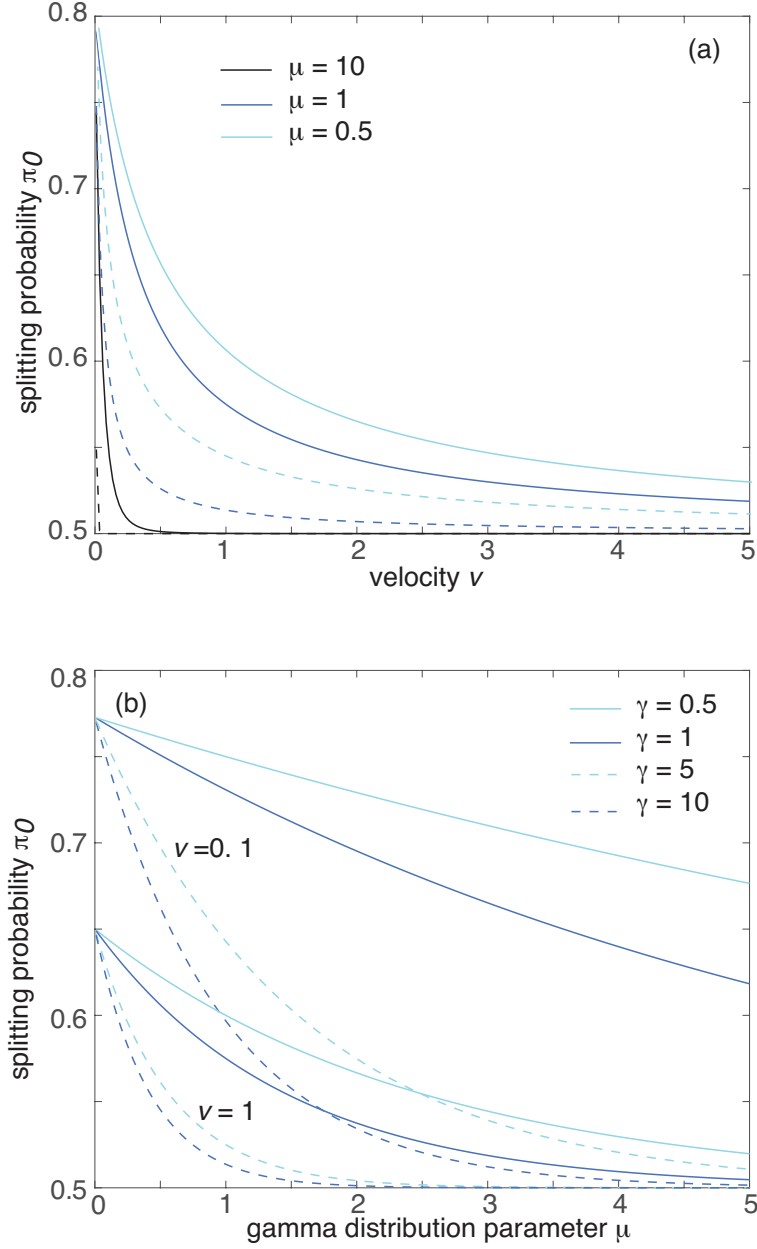 0.8
(a)
μ = 10
μ = 1
μ = 0.5
0.7
splitting probability π0
0.6
0.5
0 1 2 3 4 5
velocity v
0.8
(b)
γ = 0.5
γ = 1
γ = 5
γ = 10
v =0. 1
0.7
splitting probability π0
0.6
v = 1
0.5
0 1 2 3 4 5
gamma distribution parameter μ